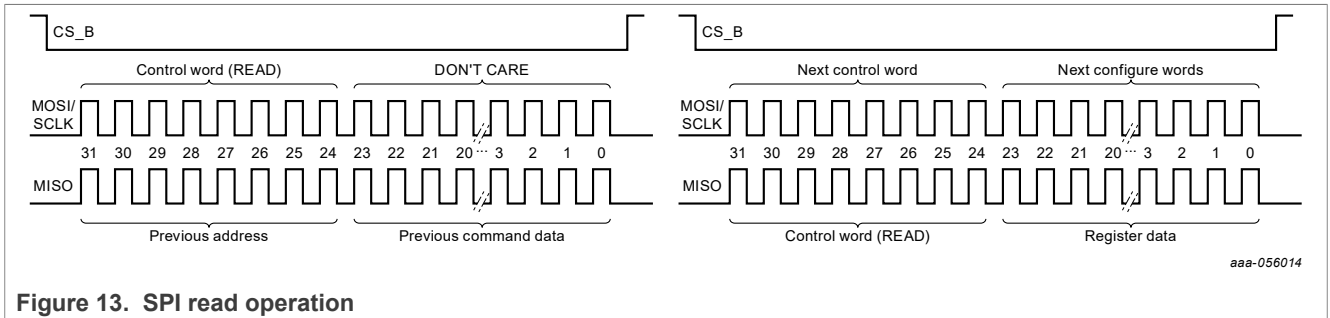 CS_B CS_B
Control word (READ) DON'T CARE Next control word Next configure words
MOSI/ SCLK MOSI/ SCLK
31 30 29 28 27 26 25 24 23 22 21 20 ... 3 2 1 0 31 30 29 28 27 26 25 24 23 22 21 20 ... 3 2 1 0
MISO MISO
Previous address Previous command data Control word (READ) Register data
aaa-056014
Figure 13. SPI read operation